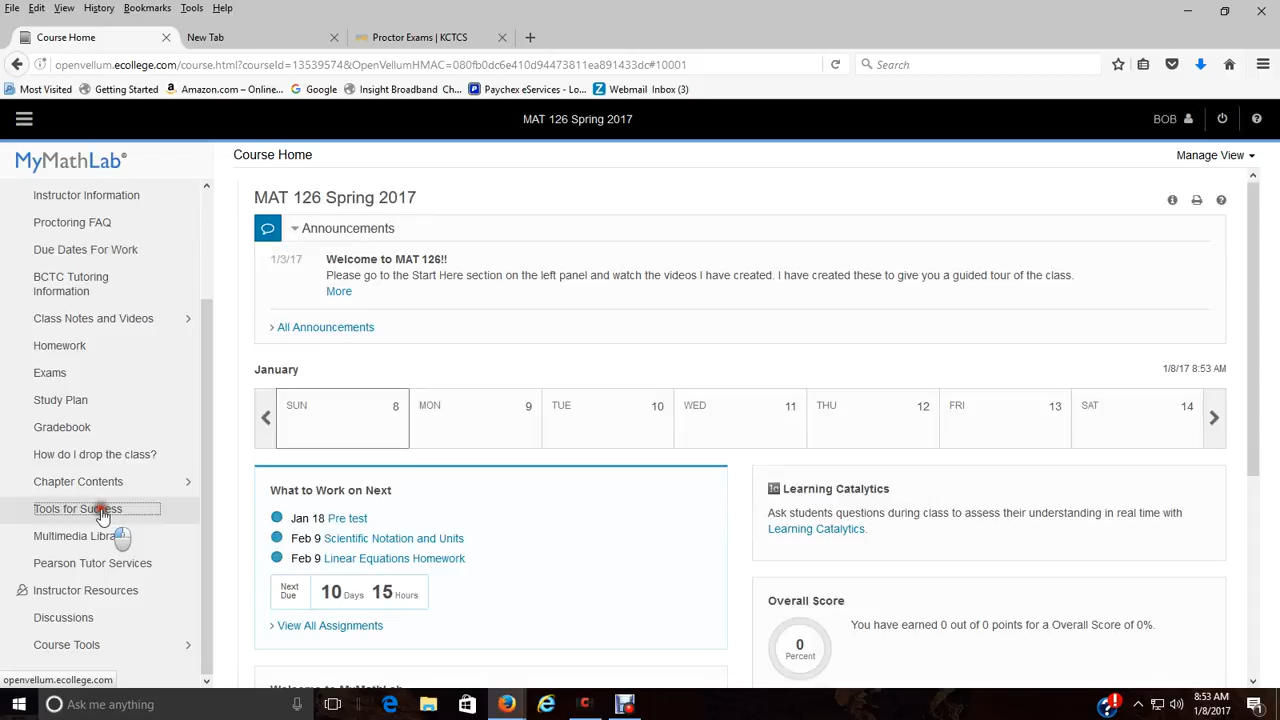 File Edit View History Bookmarks Tools Help
Course Home
New Tab
Proctor Exams | KCTCS
openvellum.ecollege.com/course.html?courseId=13539574&OpenVellumHMAC=080fb0dc6e410d94473811ea891433dc#10001
Search
Most Visited Getting Started Amazon.com – Online... Google Insight Broadband Ch... Paychex eServices - Lo... Webmail Inbox (3)
MAT 126 Spring 2017
BOB
MyMathLab®
Course Home
Manage View
Instructor Information
Proctoring FAQ
Due Dates For Work
BCTC Tutoring
Information
Class Notes and Videos
Homework
Exams
Study Plan
Gradebook
How do I drop the class?
Chapter Contents
Tools for Success
Multimedia Libra
Pearson Tutor Services
Instructor Resources
Discussions
Course Tools
openvellum.ecollege.com
MAT 126 Spring 2017
Announcements
1/3/17 Welcome to MAT 126!!
Please go to the Start Here section on the left panel and watch the videos I have created. I have created these to give you a guided tour of the class.
More
All Announcements
January
1/8/17 8:53 AM
SUN 8 MON 9 TUE 10 WED 11 THU 12 FRI 13 SAT 14
What to Work on Next
Jan 18 Pre test
Feb 9 Scientific Notation and Units
Feb 9 Linear Equations Homework
Next
Due
10 Days 15 Hours
View All Assignments
Learning Catalytics
Ask students questions during class to assess their understanding in real time with
Learning Catalytics.
Overall Score
You have earned 0 out of 0 points for a Overall Score of 0%.
0
Percent
Ask me anything
8:53 AM
1/8/2017